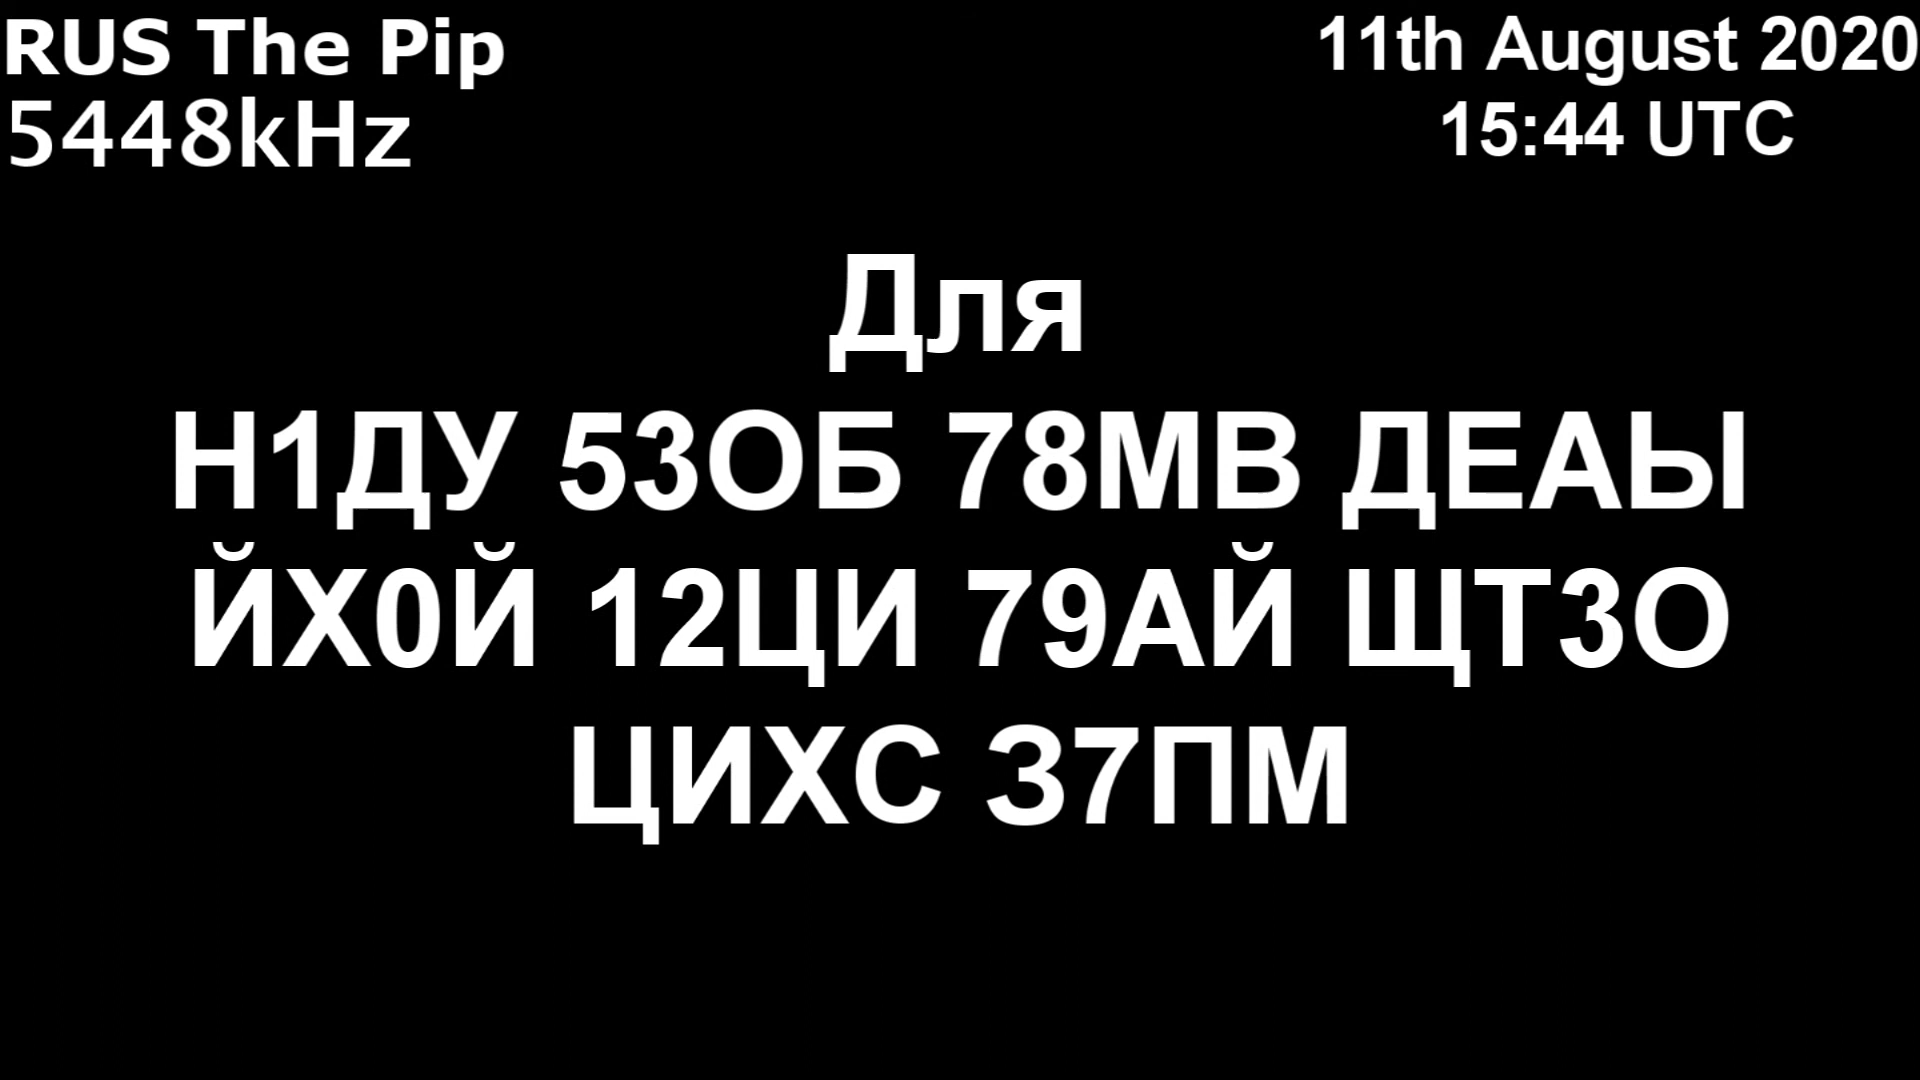 RUS The Pip
5448kHz
11th August 2020
15:44 UTC
Для
Н1ДУ 53ОБ 78МВ ДЕАЫ
ЙХ0Й 12ЦИ 79АЙ ЩТ3О
ЦИХС З7ПМ